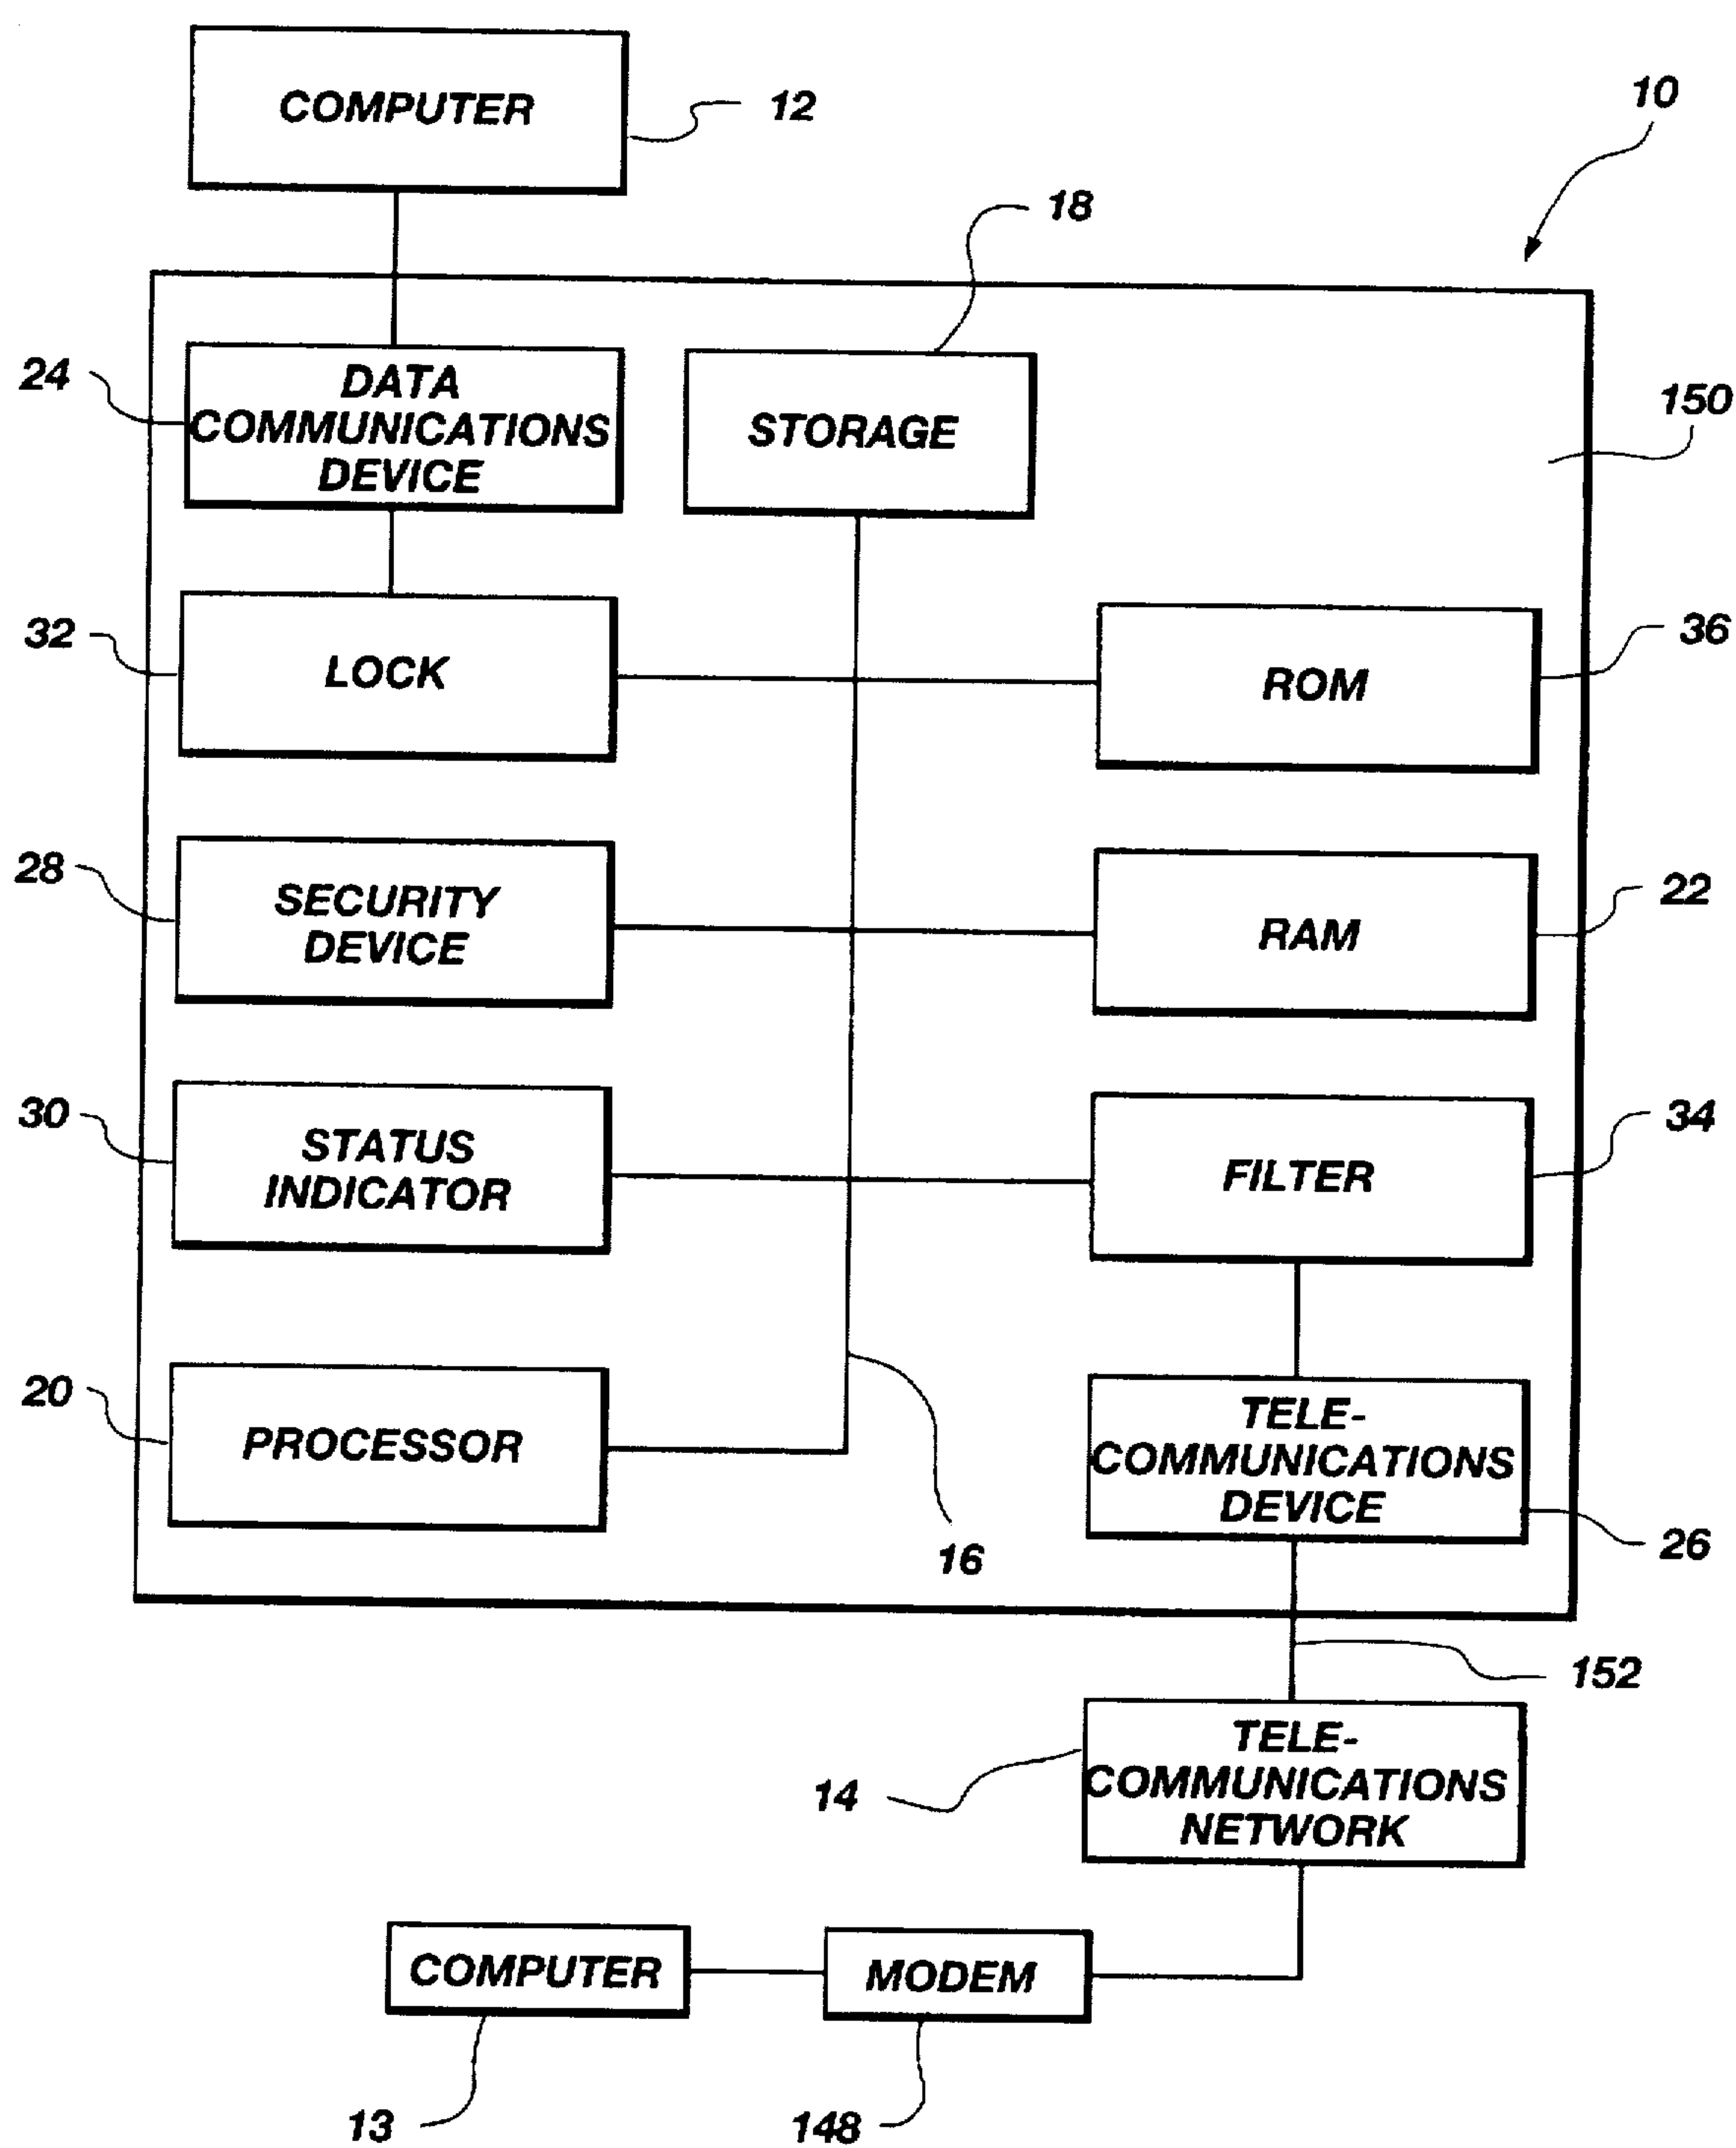 COMPUTER
12
10
18
24
DATA
COMMUNICATIONS
DEVICE
STORAGE
150
32
LOCK
ROM
36
28
SECURITY
DEVICE
RAM
22
30
STATUS
INDICATOR
FILTER
34
20
PROCESSOR
TELE-
COMMUNICATIONS
DEVICE
16
26
152
14
TELE-
COMMUNICATIONS
NETWORK
COMPUTER
MODEM
13
148